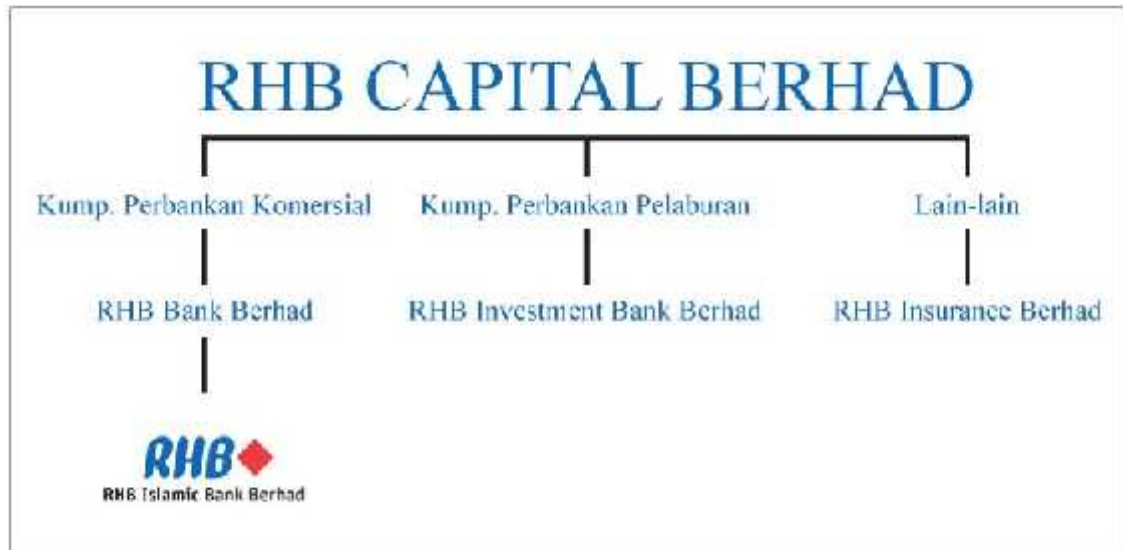 RHB CAPITAL BERHAD
Kump. Perbankan Komersial
Kump. Perbankan Pelaburan
Lain-lain
RHB Bank Berhad
RHB Investment Bank Berhad
RHB Insurance Berhad
RHB
RHB Islamic Bank Berhad